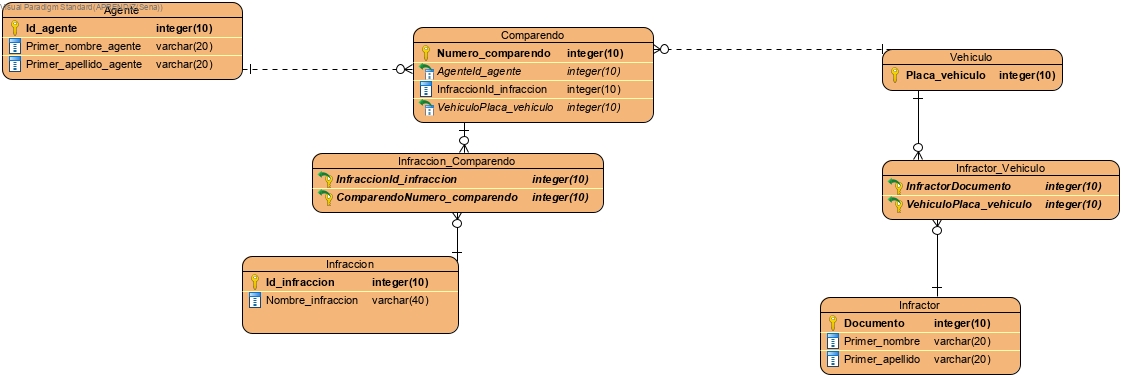 Visual Paradigm Standard(APRENDIZ(Sena))
Agente
Id_agente integer(10)
Primer_nombre_agente varchar(20)
Primer_apellido_agente varchar(20)
Comparendo
Numero_comparendo integer(10)
AgenteId_agente integer(10)
InfraccionId_infraccion integer(10)
VehiculoPlaca_vehiculo integer(10)
Vehiculo
Placa_vehiculo integer(10)
Infraccion_Comparendo
InfraccionId_infraccion integer(10)
ComparendoNumero_comparendo integer(10)
Infractor_Vehiculo
InfractorDocumento integer(10)
VehiculoPlaca_vehiculo integer(10)
Infraccion
Id_infraccion integer(10)
Nombre_infraccion varchar(40)
Infractor
Documento integer(10)
Primer_nombre varchar(20)
Primer_apellido varchar(20)